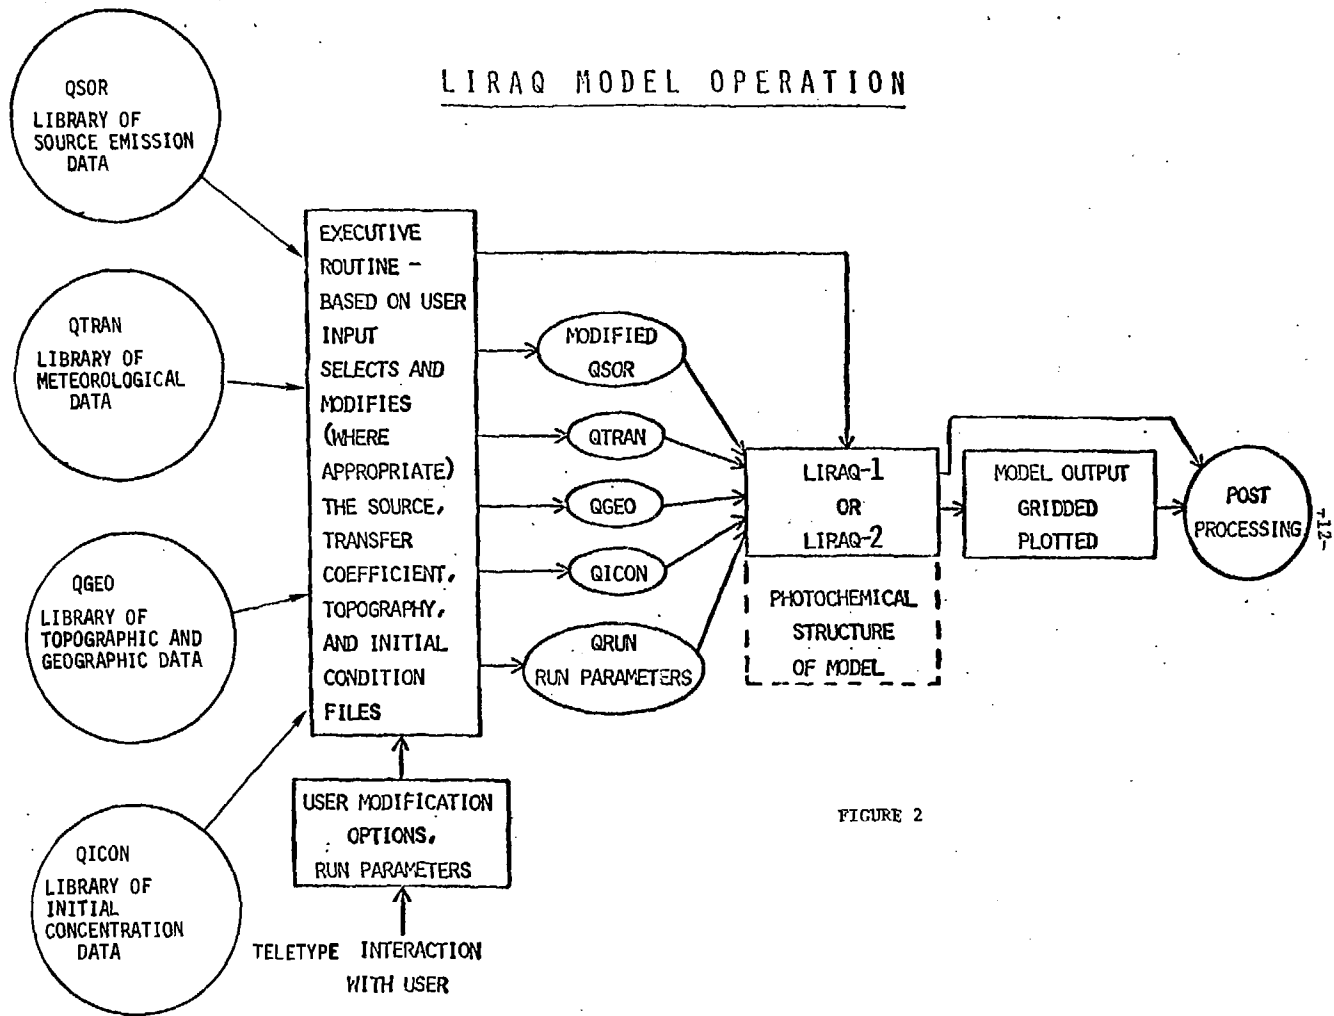 LIRAQ MODEL OPERATION
QSOR
LIBRARY OF
SOURCE EMISSION
DATA
QTRAN
LIBRARY OF
METEOROLOGICAL
DATA
QGEO
LIBRARY OF
TOPOGRAPHIC AND
GEOGRAPHIC DATA
QICON
LIBRARY OF
INITIAL
CONCENTRATION
DATA
EXECUTIVE
ROUTINE -
BASED ON USER
INPUT
SELECTS AND
MODIFIES
(WHERE
APPROPRIATE)
THE SOURCE,
TRANSFER
COEFFICIENT,
TOPOGRAPHY,
AND INITIAL
CONDITION
FILES
USER MODIFICATION
OPTIONS,
RUN PARAMETERS
TELETYPE INTERACTION
WITH USER
MODIFIED
QSOR
QTRAN
QGEO
QICON
QRUN
RUN PARAMETERS
LIRAQ-1
OR
LIRAQ-2
PHOTOCHEMICAL
STRUCTURE
OF MODEL
MODEL OUTPUT
GRIDDED
PLOTTED
POST
PROCESSING
-12-
FIGURE 2